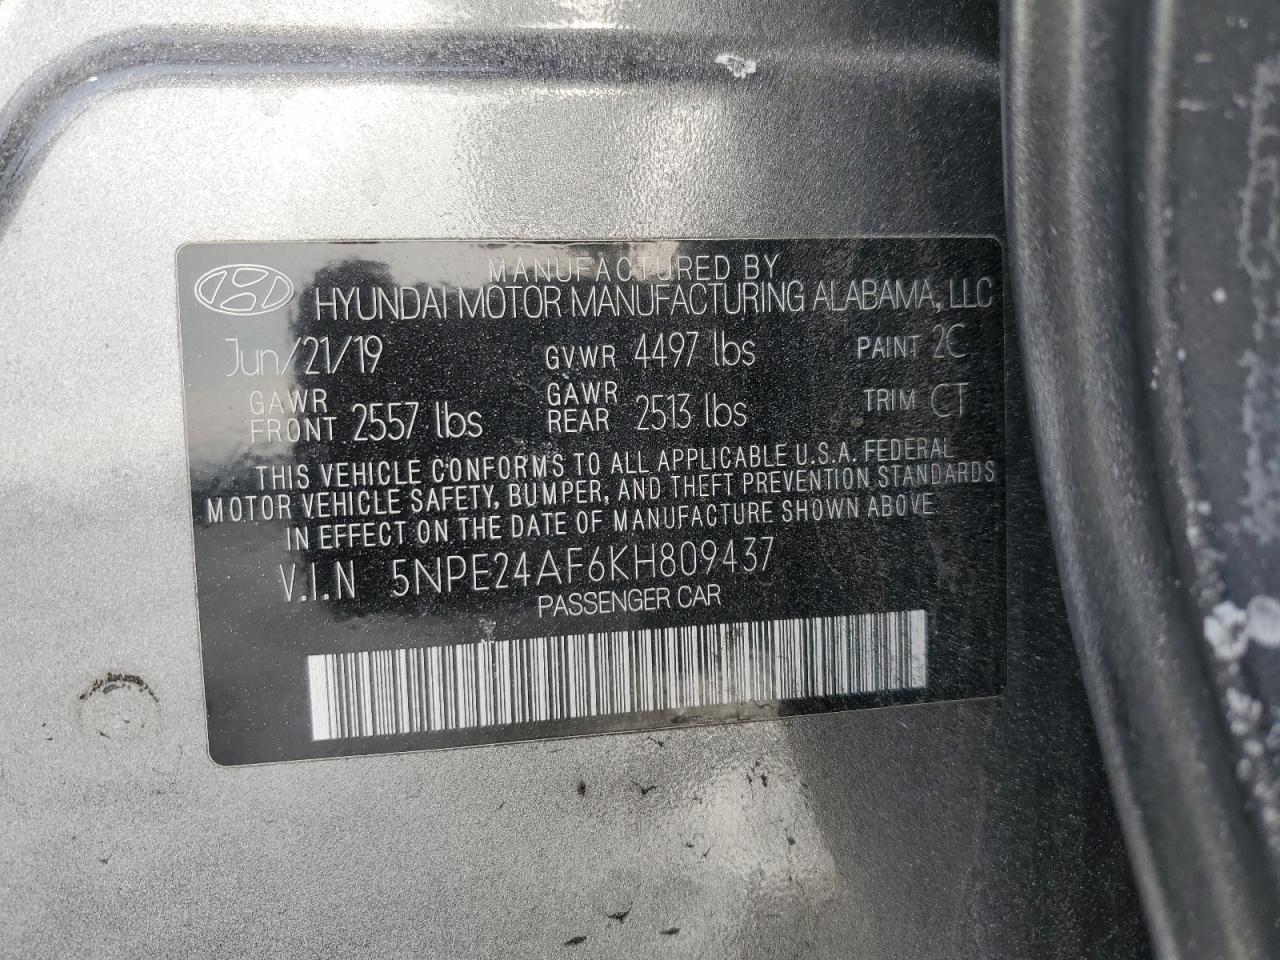 MANUFACTURED BY
HYUNDAI MOTOR MANUFACTURING ALABAMA, LLC
Jun/21/19 GVWR 4497 lbs PAINT 2C
GAWR FRONT 2557 lbs GAWR REAR 2513 lbs TRIM CT
THIS VEHICLE CONFORMS TO ALL APPLICABLE U.S.A. FEDERAL
MOTOR VEHICLE SAFETY, BUMPER, AND THEFT PREVENTION STANDARDS
IN EFFECT ON THE DATE OF MANUFACTURE SHOWN ABOVE
V.I.N 5NPE24AF6KH809437
PASSENGER CAR